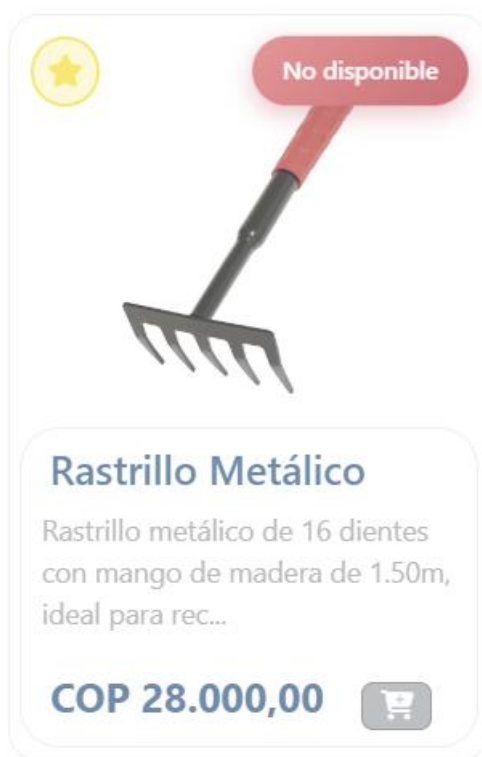 No disponible
Rastrillo Metálico
Rastrillo metálico de 16 dientes
con mango de madera de 1.50m,
ideal para rec...
COP 28.000,00